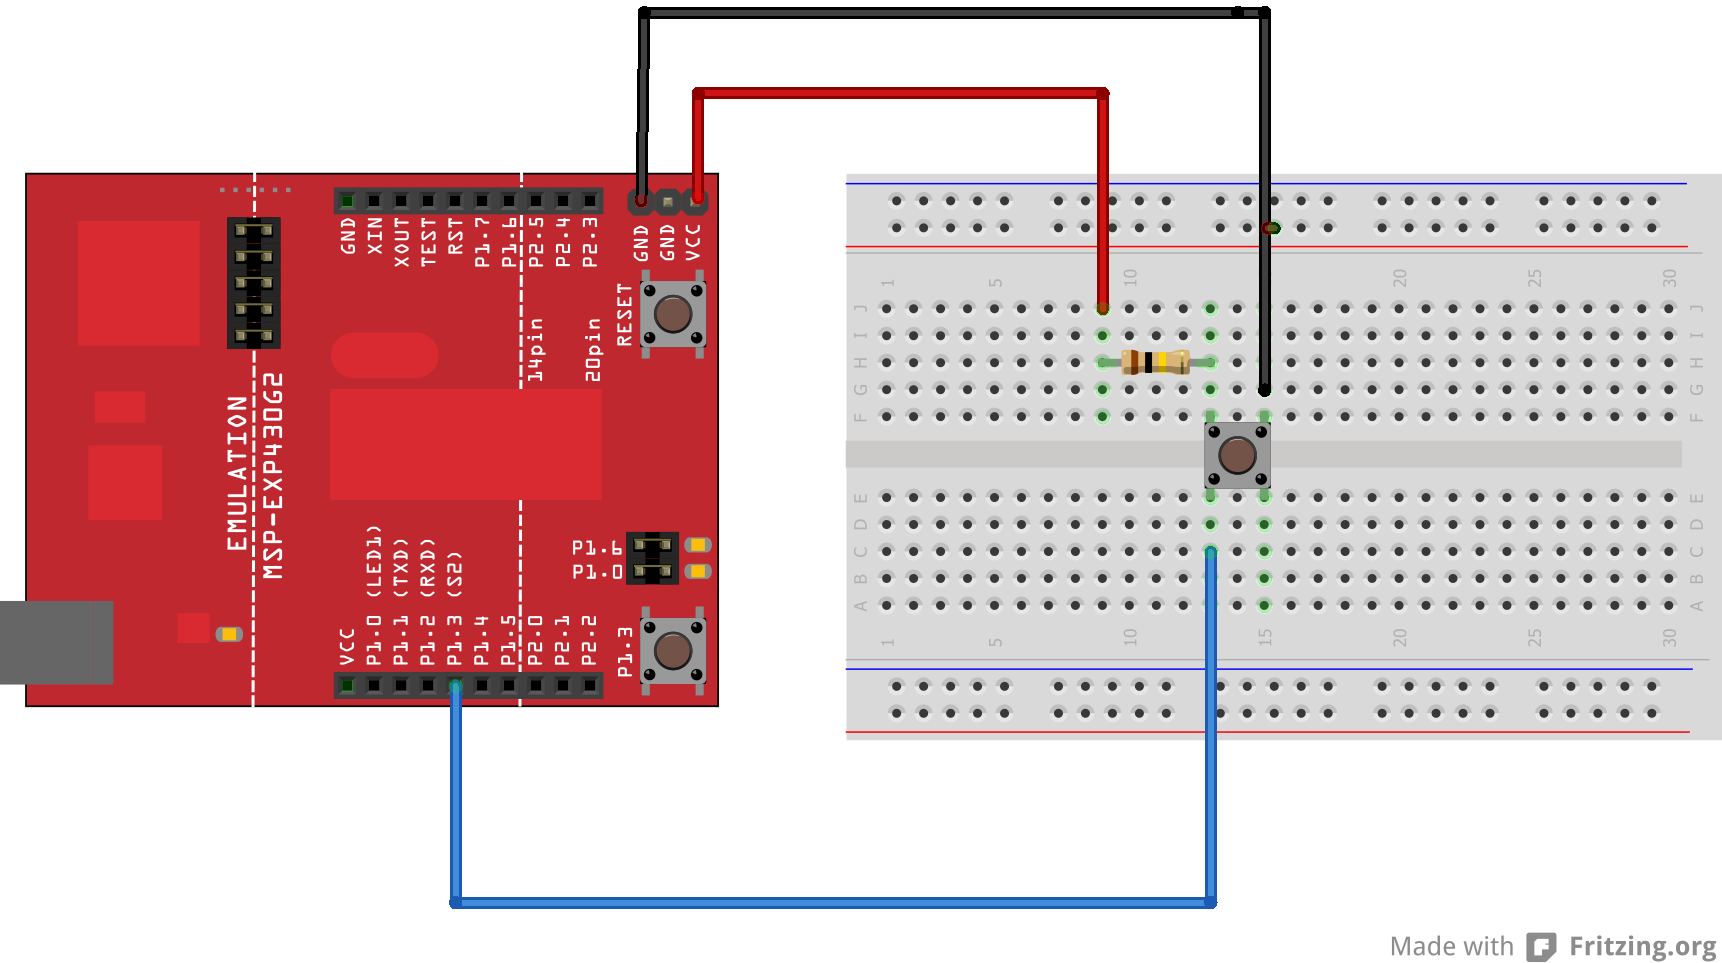 GND
XIN
XOUT
TEST
RST
P1.7
P1.6
P2.5
P2.4
P2.3
GND
GND
VCC
RESET
14pin
20pin
EMULATION
MSP-EXP430G2
P1.6
P1.0
VCC
P1.0 (LED1)
P1.1 (TXD)
P1.2 (RXD)
P1.3 (S2)
P1.4
P1.5
P2.0
P2.1
P2.2
P1.3
1 5 10 20 25 30
J J
I I
H H
G G
F F
E E
D D
C C
B B
A A
1 5 10 15 20 25 30
Made with Fritzing.org